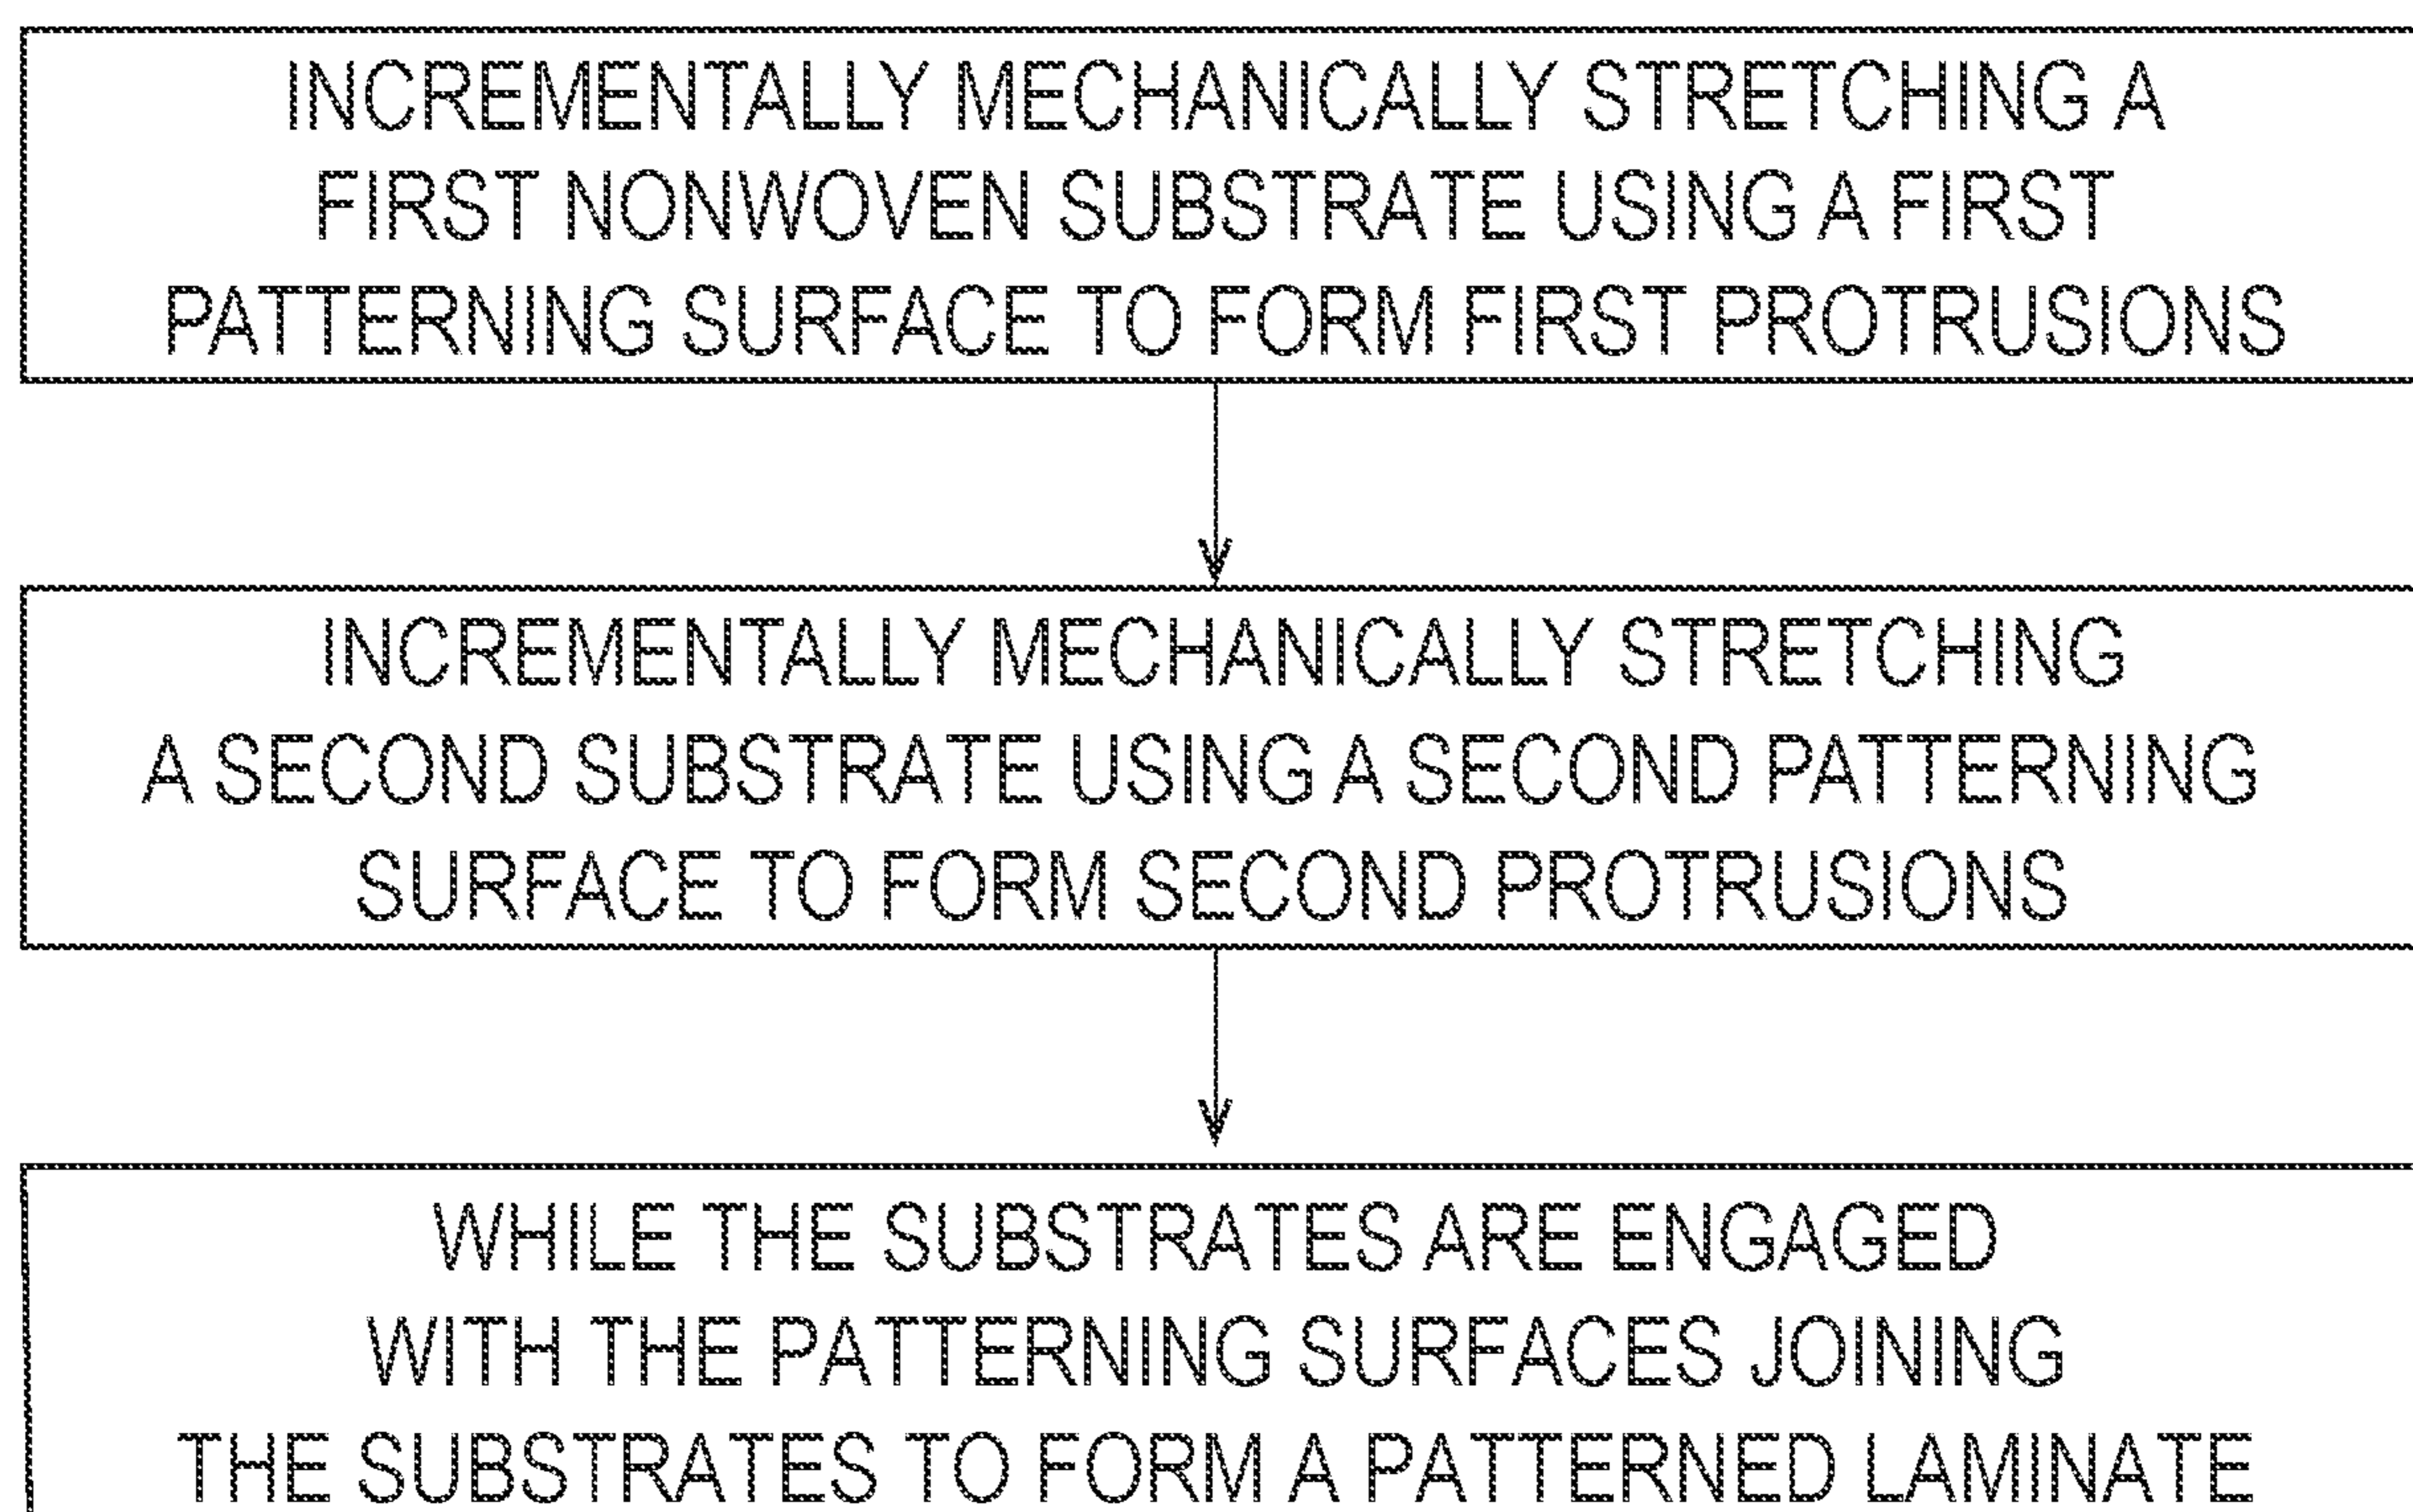 INCREMENTALLY MECHANICALLY STRETCHING A
FIRST NONWOVEN SUBSTRATE USING A FIRST
PATTERNING SURFACE TO FORM FIRST PROTRUSIONS
INCREMENTALLY MECHANICALLY STRETCHING
A SECOND SUBSTRATE USING A SECOND PATTERNING
SURFACE TO FORM SECOND PROTRUSIONS
WHILE THE SUBSTRATES ARE ENGAGED
WITH THE PATTERNING SURFACES JOINING
THE SUBSTRATES TO FORM A PATTERNED LAMINATE